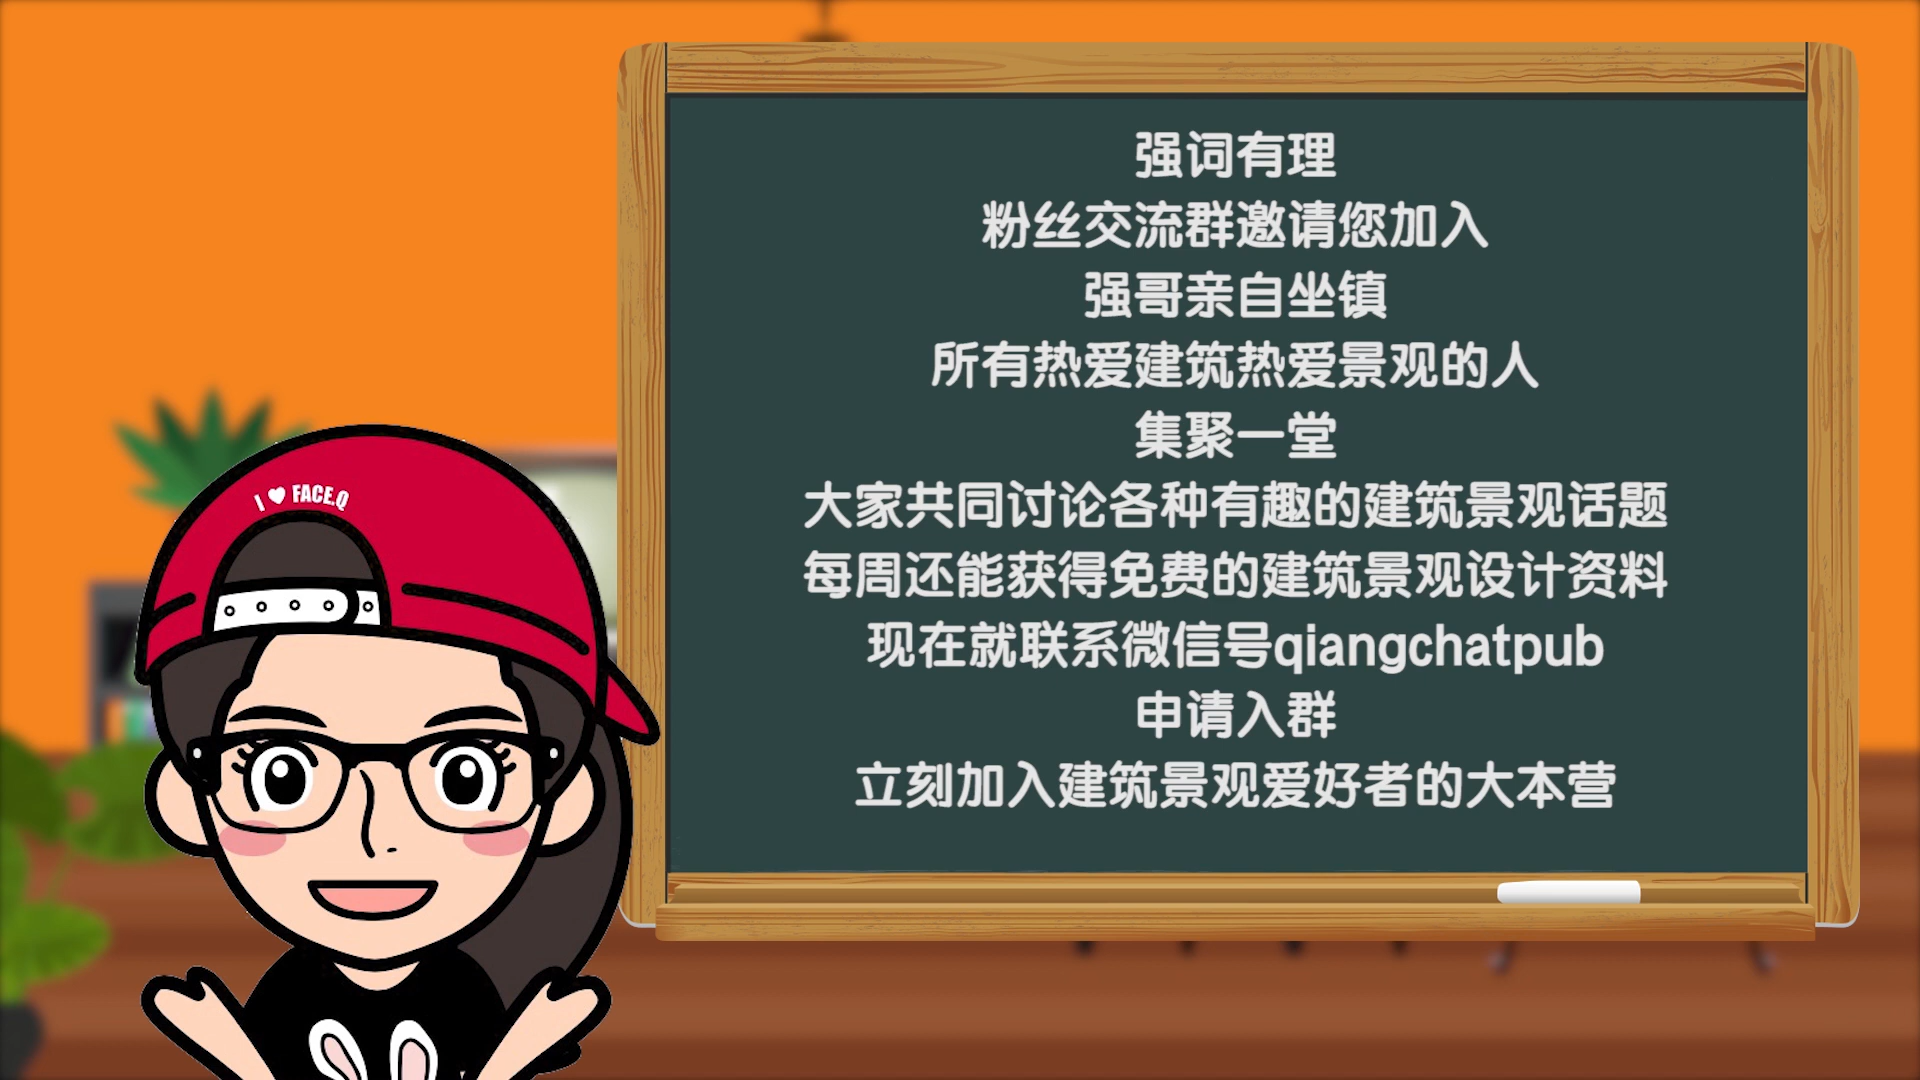 强词有理
粉丝交流群邀请您加入
强哥亲自坐镇
所有热爱建筑热爱景观的人
集聚一堂
大家共同讨论各种有趣的建筑景观话题
每周还能获得免费的建筑景观设计资料
现在就联系微信号qiangchatpub
申请入群
立刻加入建筑景观爱好者的大本营
I ♥ FACE.Q